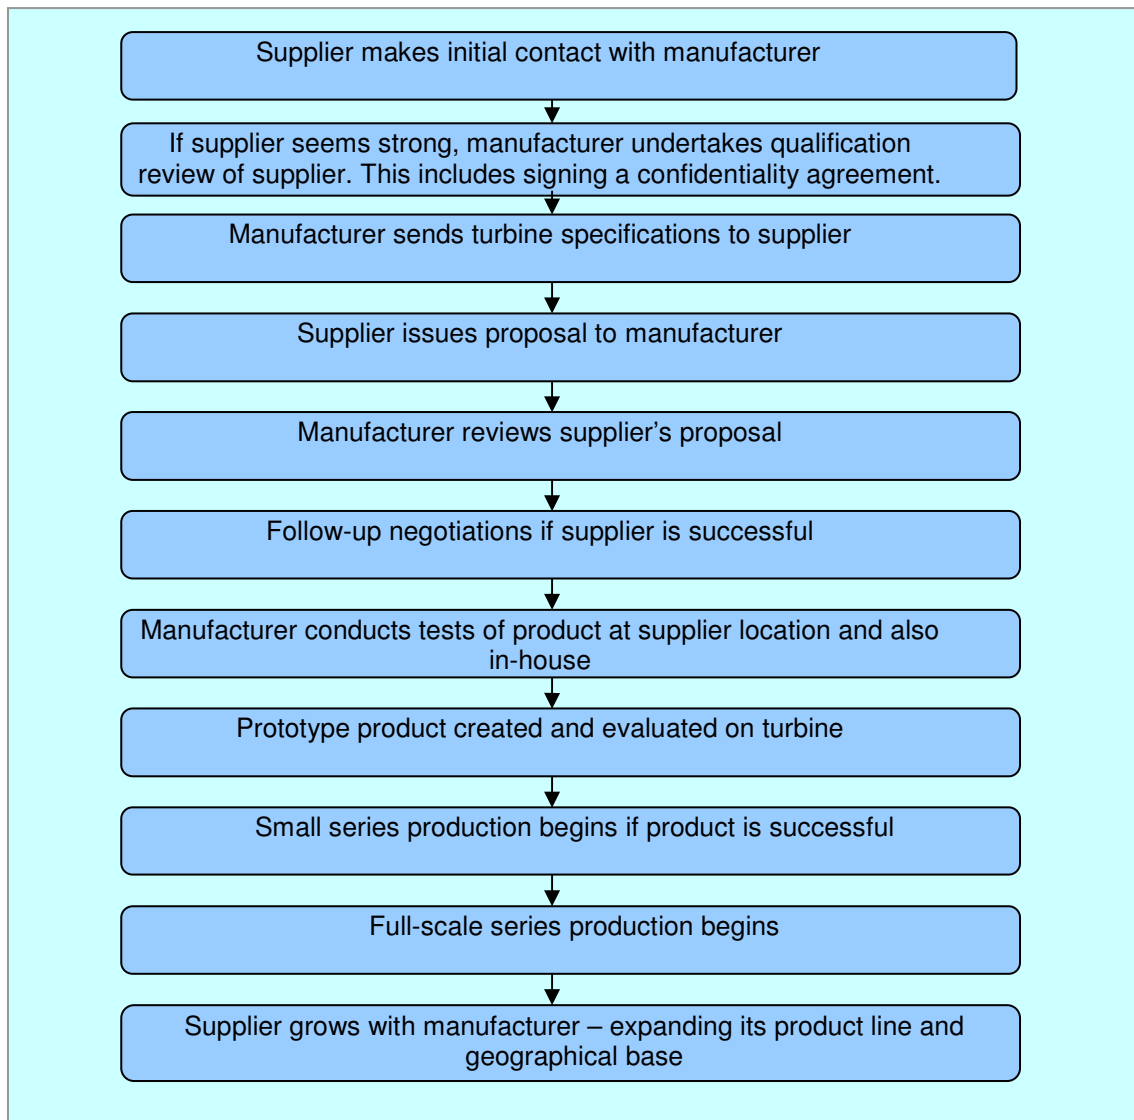 Supplier makes initial contact with manufacturer
If supplier seems strong, manufacturer undertakes qualification
review of supplier. This includes signing a confidentiality agreement.
Manufacturer sends turbine specifications to supplier
Supplier issues proposal to manufacturer
Manufacturer reviews supplier’s proposal
Follow-up negotiations if supplier is successful
Manufacturer conducts tests of product at supplier location and also
in-house
Prototype product created and evaluated on turbine
Small series production begins if product is successful
Full-scale series production begins
Supplier grows with manufacturer – expanding its product line and
geographical base